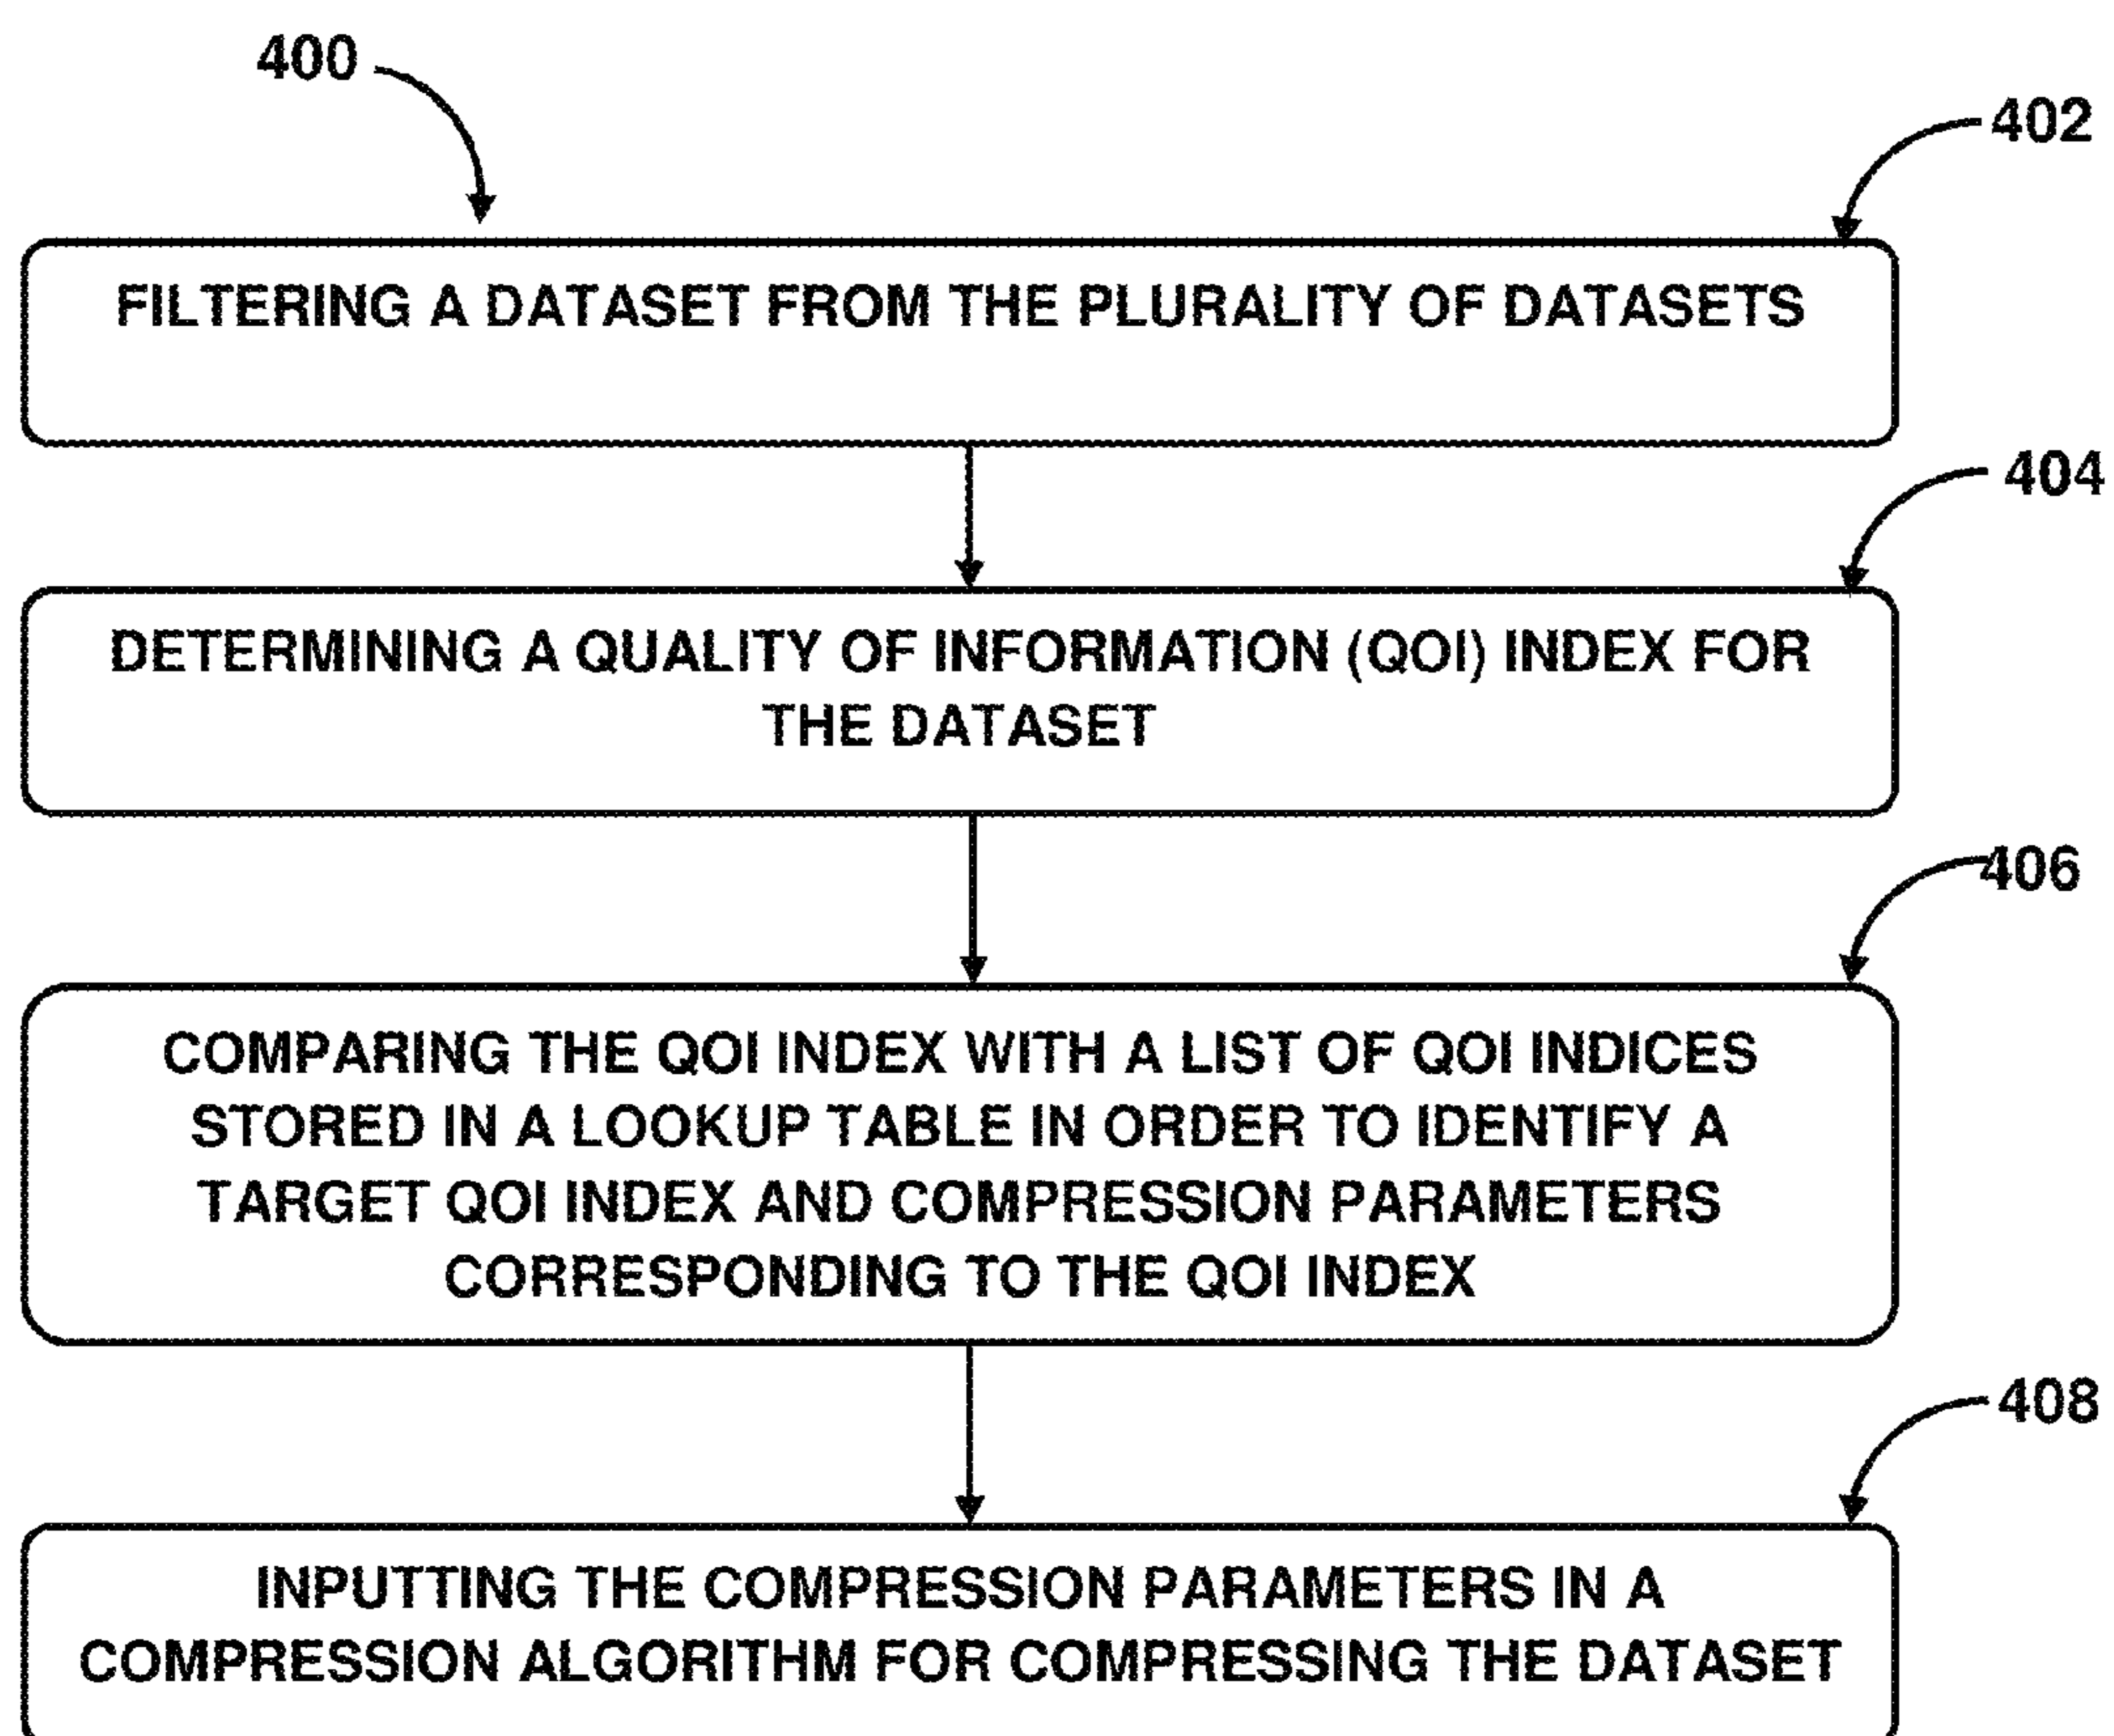 400
402
FILTERING A DATASET FROM THE PLURALITY OF DATASETS
404
DETERMINING A QUALITY OF INFORMATION (QOI) INDEX FOR
THE DATASET
406
COMPARING THE QOI INDEX WITH A LIST OF QOI INDICES
STORED IN A LOOKUP TABLE IN ORDER TO IDENTIFY A
TARGET QOI INDEX AND COMPRESSION PARAMETERS
CORRESPONDING TO THE QOI INDEX
408
INPUTTING THE COMPRESSION PARAMETERS IN A
COMPRESSION ALGORITHM FOR COMPRESSING THE DATASET